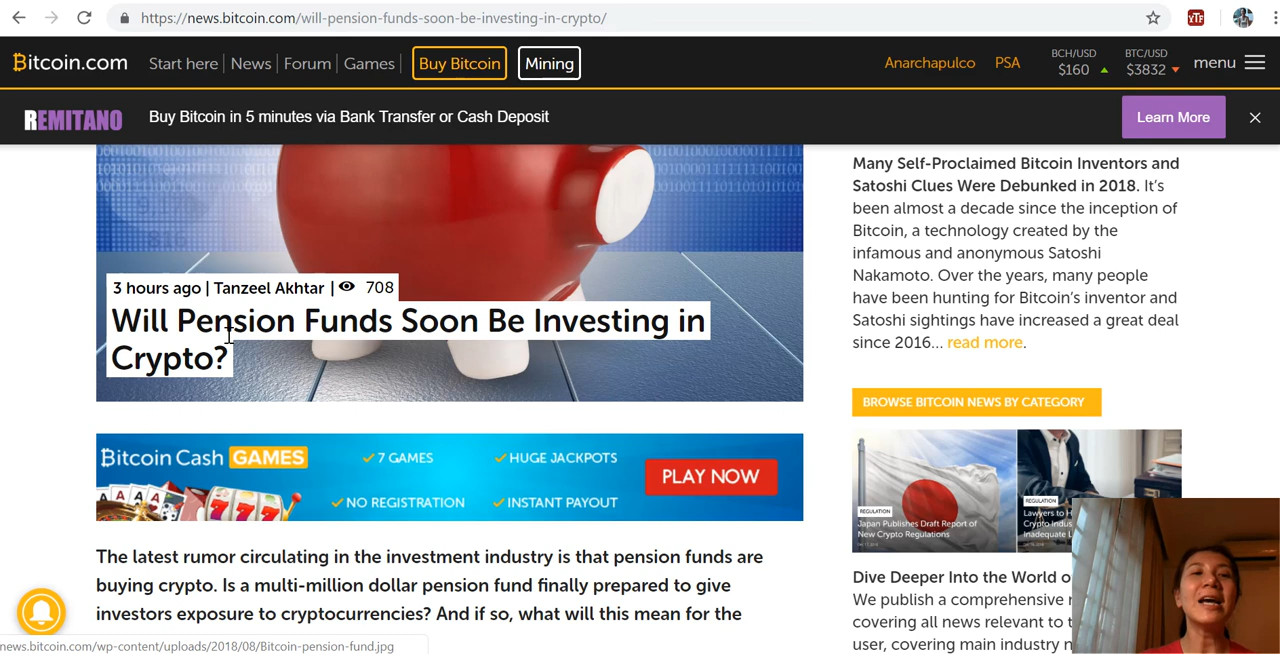 https://news.bitcoin.com/will-pension-funds-soon-be-investing-in-crypto/
YTF
Bitcoin.com
Start here
News
Forum
Games
Buy Bitcoin
Mining
Anarchapulco
PSA
BCH/USD
$160
BTC/USD
$3832
menu
REMITANO
Buy Bitcoin in 5 minutes via Bank Transfer or Cash Deposit
Learn More
3 hours ago | Tanzeel Akhtar | 708
Will Pension Funds Soon Be Investing in
Crypto?
Bitcoin Cash GAMES
7 GAMES
HUGE JACKPOTS
NO REGISTRATION
INSTANT PAYOUT
PLAY NOW
The latest rumor circulating in the investment industry is that pension funds are
buying crypto. Is a multi-million dollar pension fund finally prepared to give
investors exposure to cryptocurrencies? And if so, what will this mean for the
news.bitcoin.com/wp-content/uploads/2018/08/Bitcoin-pension-fund.jpg
Many Self-Proclaimed Bitcoin Inventors and
Satoshi Clues Were Debunked in 2018. It's
been almost a decade since the inception of
Bitcoin, a technology created by the
infamous and anonymous Satoshi
Nakamoto. Over the years, many people
have been hunting for Bitcoin's inventor and
Satoshi sightings have increased a great deal
since 2016... read more.
BROWSE BITCOIN NEWS BY CATEGORY
REGULATION
Japan Publishes Draft Report of
New Crypto Regulations
REGULATION
Lawyers to H
Crypto Indus
Inadequate L
Dive Deeper Into the World o
We publish a comprehensive
covering all news relevant to t
user, covering main industry n